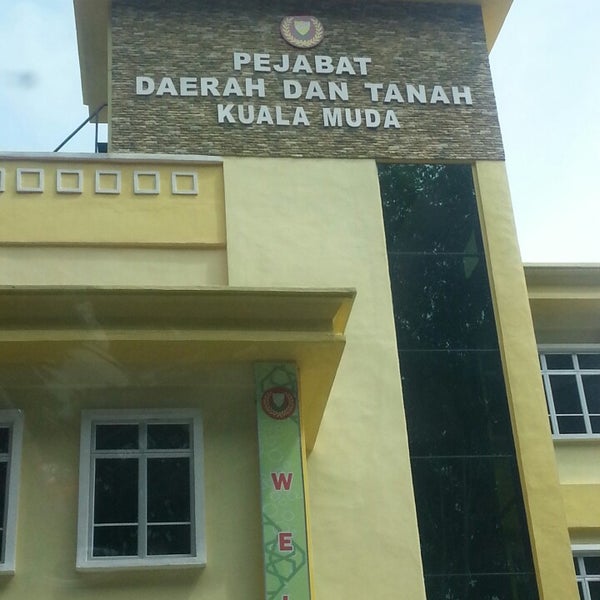 PEJABAT
DAERAH DAN TANAH
KUALA MUDA
W
E